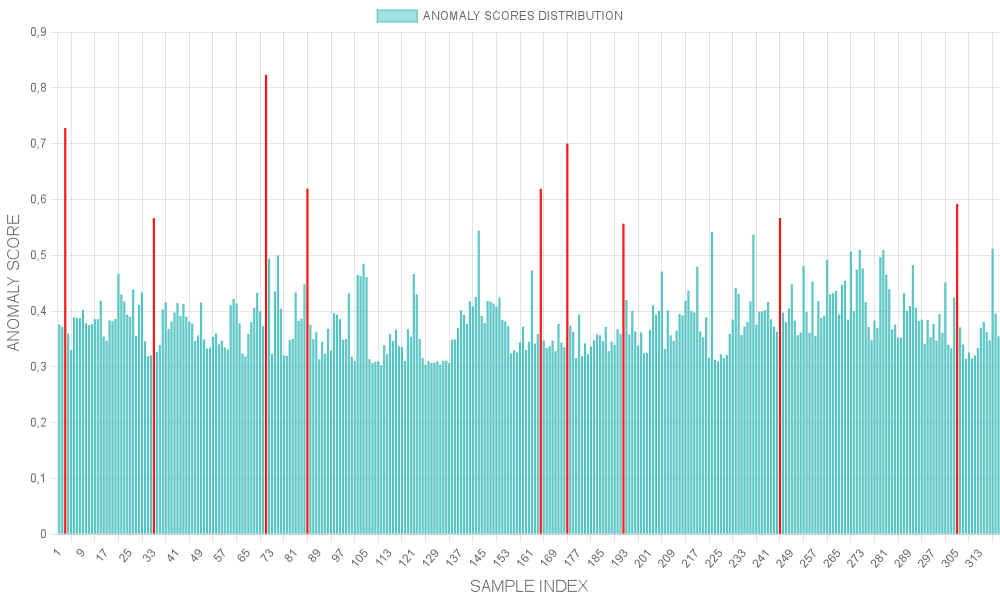 ANOMALY SCORES DISTRIBUTION
0,9
0,8
0,7
0,6
0,5
0,4
0,3
0,2
0,1
0
ANOMALY SCORE
1 9 17 25 33 41 49 57 65 73 81 89 97 105 113 121 129 137 145 153 161 169 177 185 193 201 209 217 225 233 241 249 257 265 273 281 289 297 305 313
SAMPLE INDEX